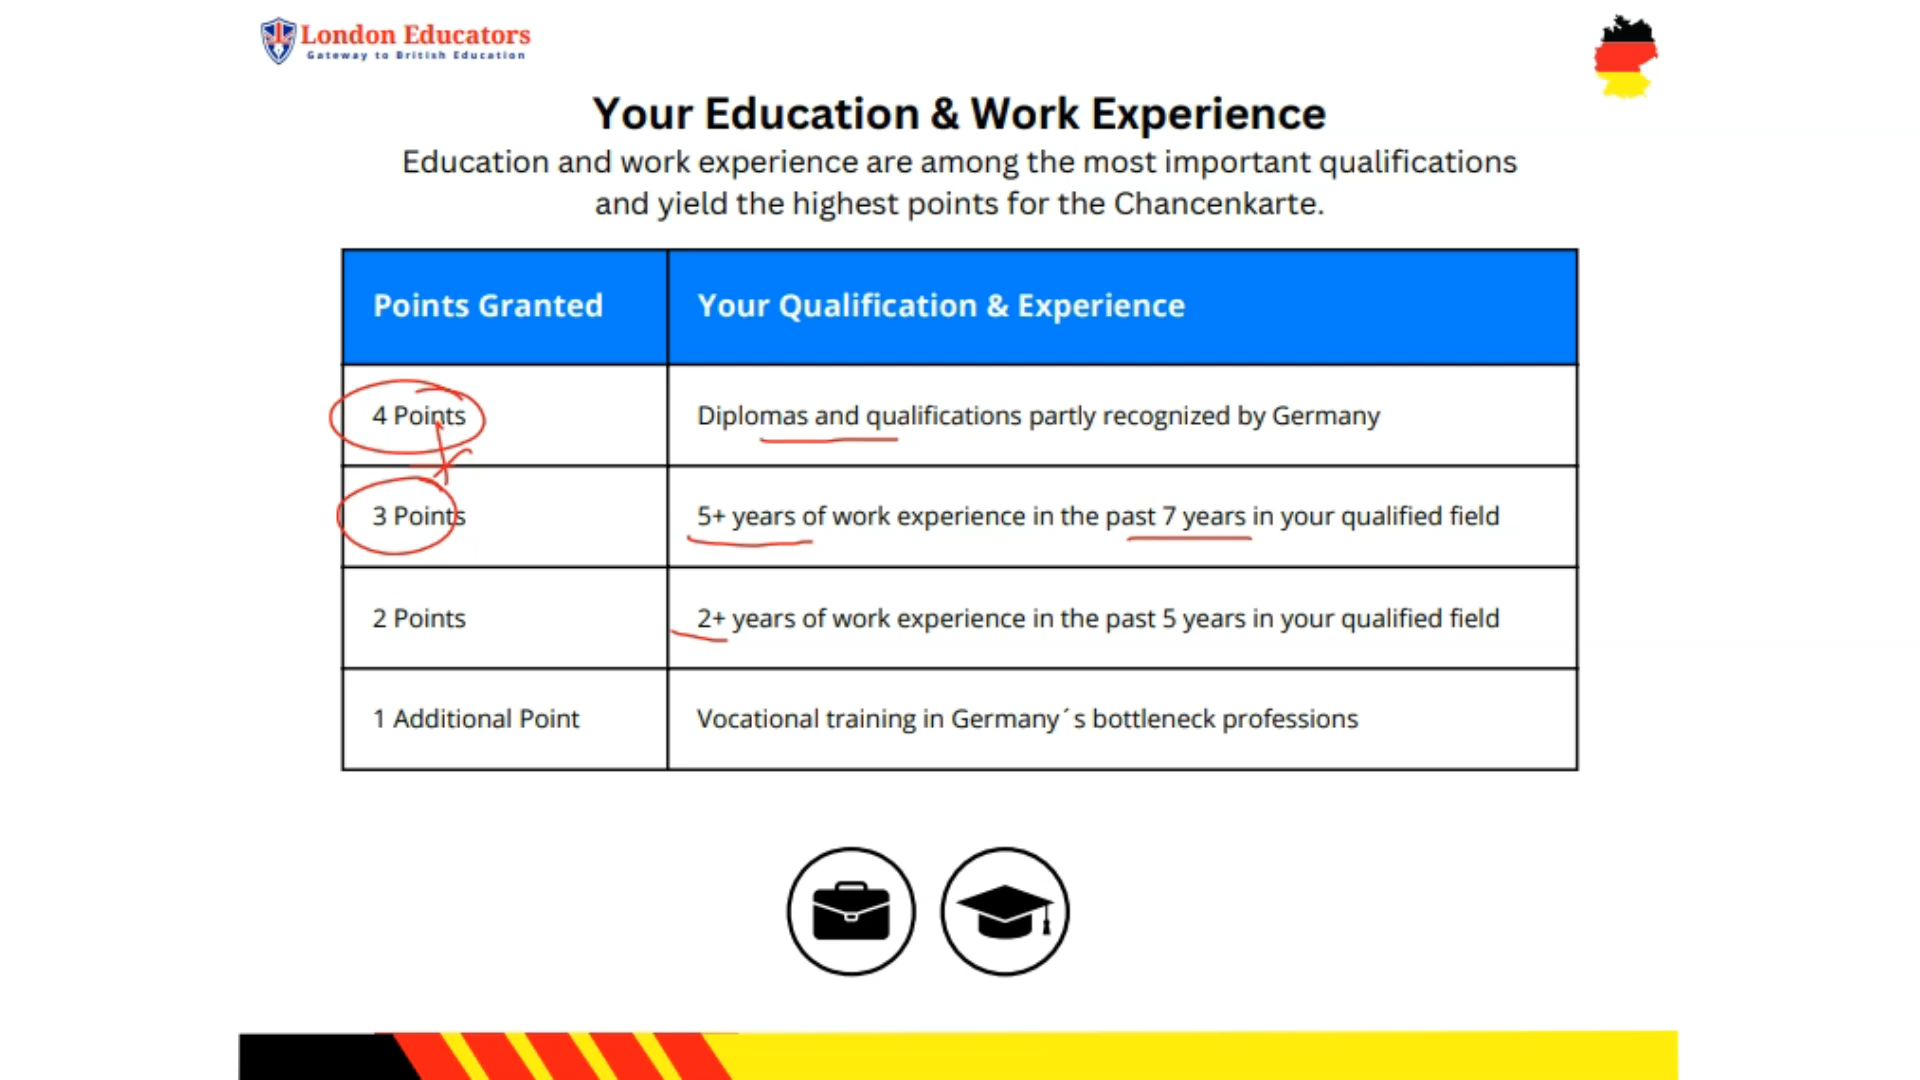 London Educators
Gateway to British Education
Your Education & Work Experience
Education and work experience are among the most important qualifications
and yield the highest points for the Chancenkarte.
Points Granted
Your Qualification & Experience
4 Points
Diplomas and qualifications partly recognized by Germany
3 Points
5+ years of work experience in the past 7 years in your qualified field
2 Points
2+ years of work experience in the past 5 years in your qualified field
1 Additional Point
Vocational training in Germany´s bottleneck professions